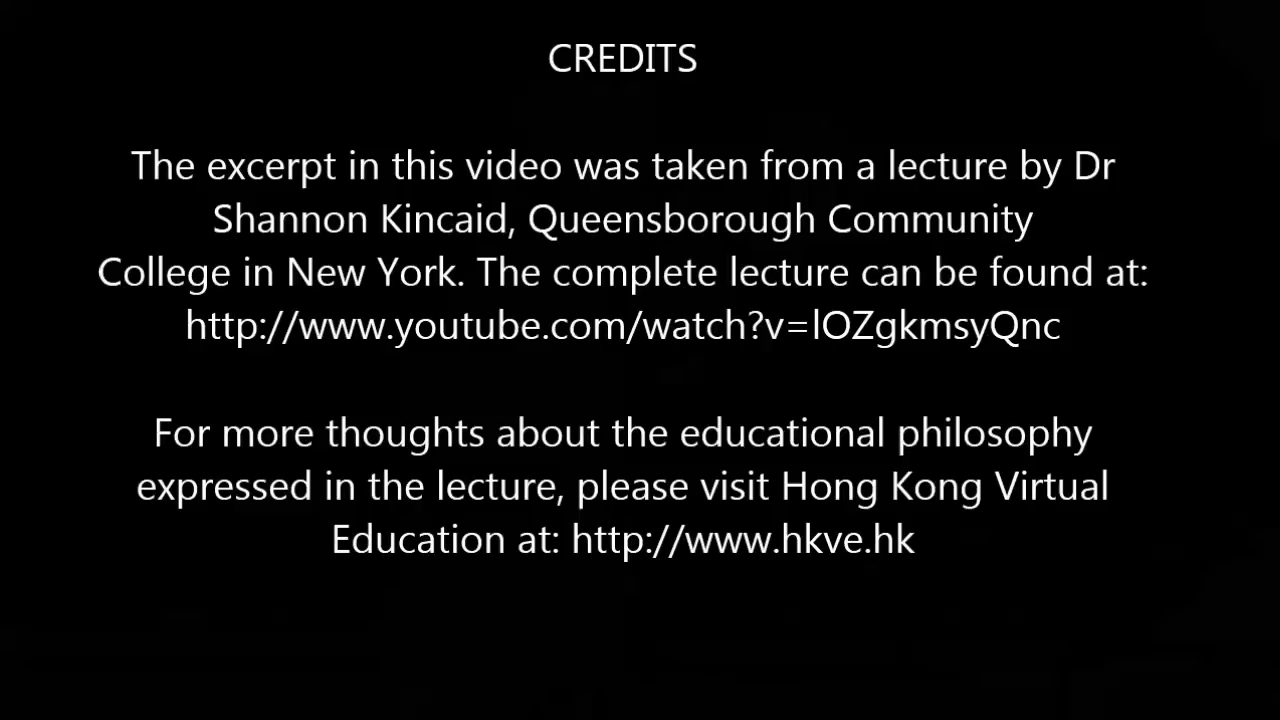 CREDITS
The excerpt in this video was taken from a lecture by Dr
Shannon Kincaid, Queensborough Community
College in New York. The complete lecture can be found at:
http://www.youtube.com/watch?v=lOZgkmsyQnc
For more thoughts about the educational philosophy
expressed in the lecture, please visit Hong Kong Virtual
Education at: http://www.hkve.hk